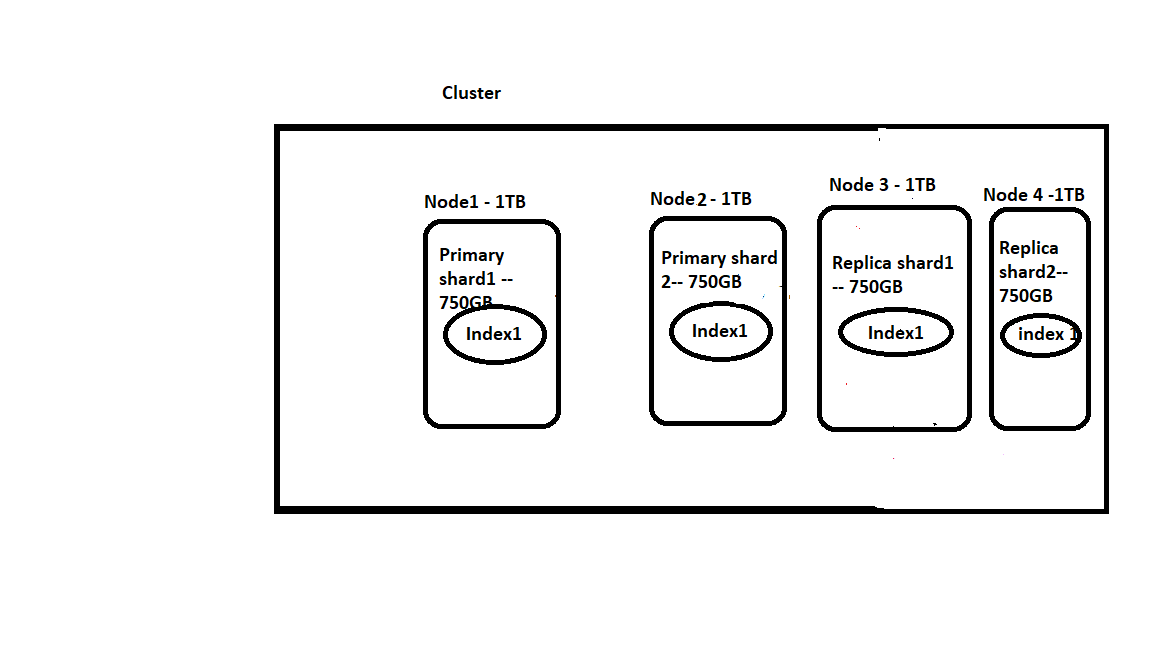 Cluster
Node1 - 1TB
Primary
shard1 --
750GB
Index1
Node2 - 1TB
Primary shard
2-- 750GB
Index1
Node 3 - 1TB
Replica shard1
-- 750GB
Index1
Node 4 -1TB
Replica
shard2--
750GB
index 1